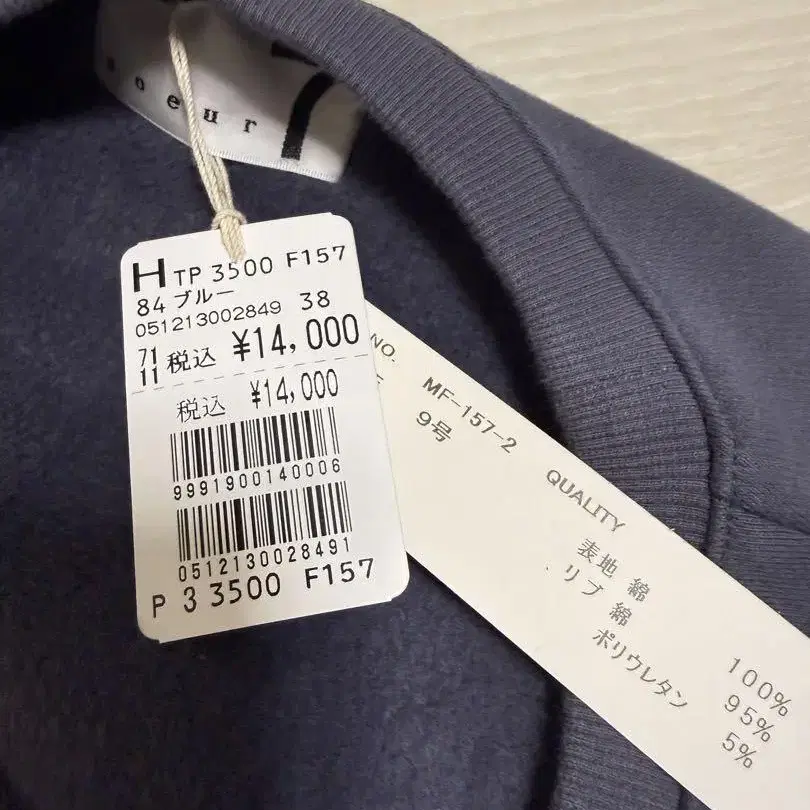 oeur
7
H TP 3500 F157
84 ブルー
051213002849 38
71
11 税込 ¥14,000
税込 ¥14,000
9991900140006
0512130028491
P 3 3500 F157
NO. MF-157-2
9号
QUALITY
表地 綿 100%
リブ 綿 95%
ポリウレタン 5%